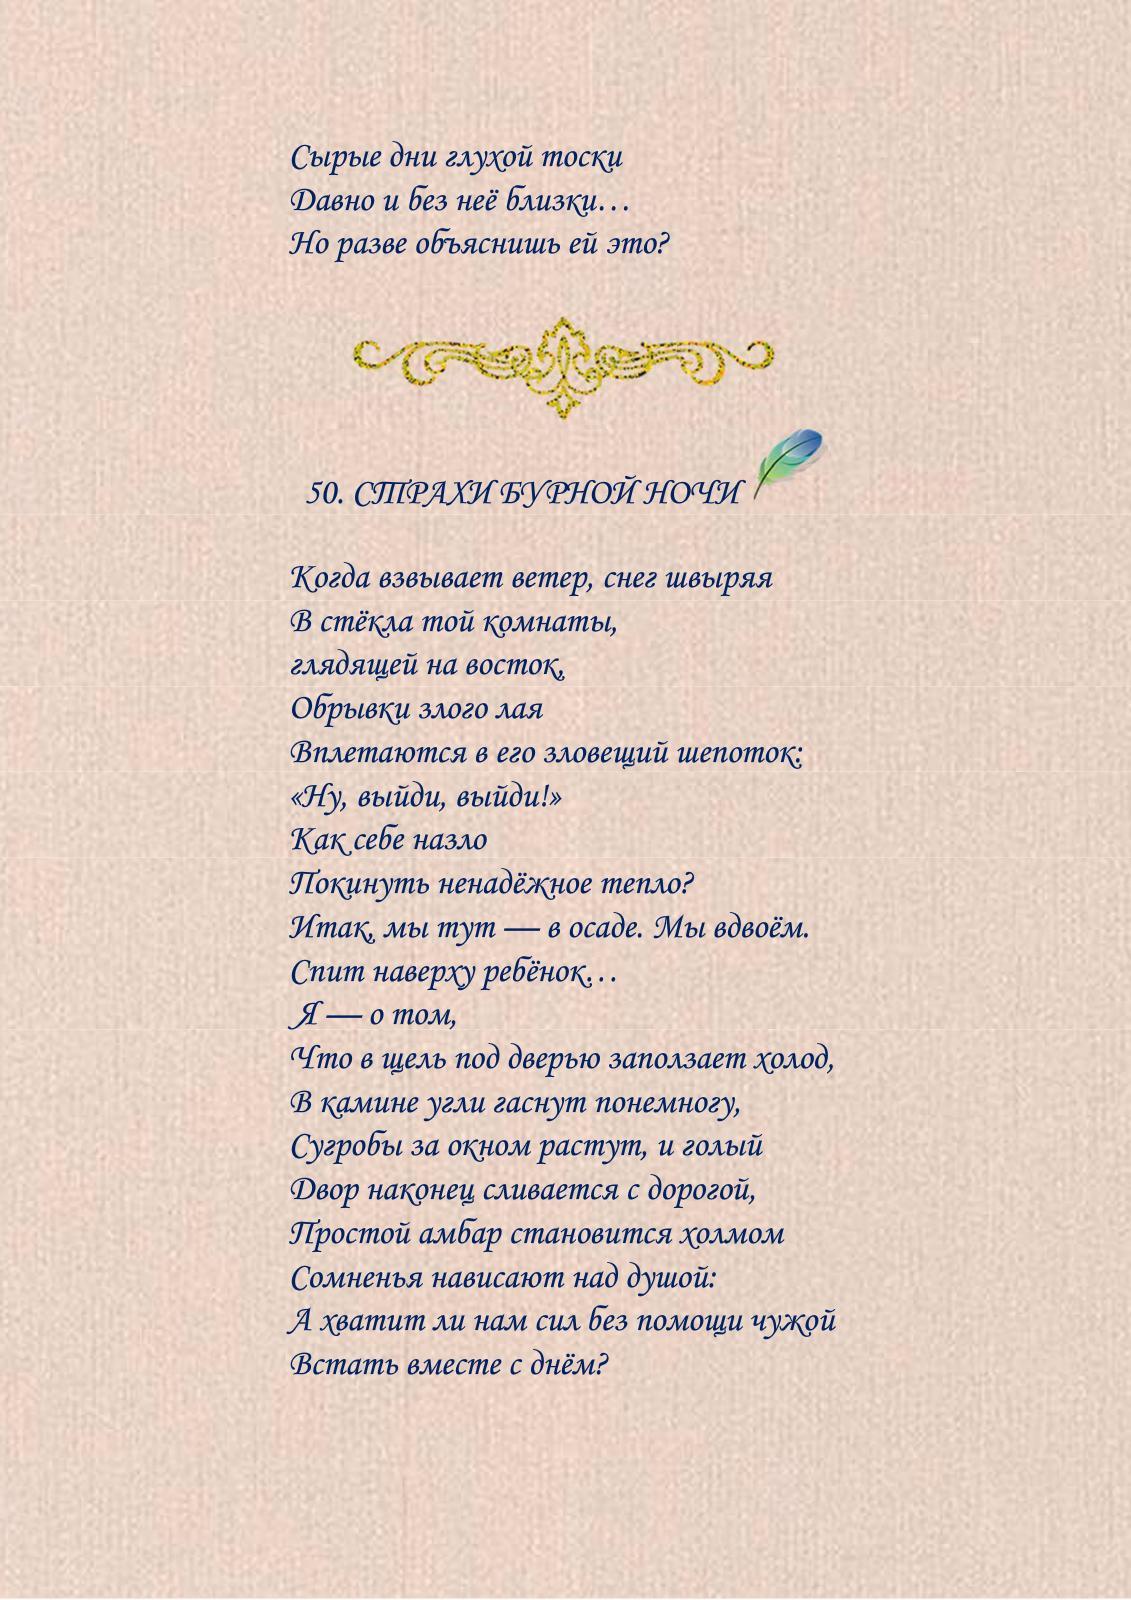 Сырые дни глухой тоски
Давно и без неё близки…
Но разве объяснишь ей это?
50. СТРАХИ БУРНОЙ НОЧИ
Когда взвывает ветер, снег швыряя
В стёкла той комнаты,
глядящей на восток,
Обрывки злого лая
Вплетаются в его зловещий шепоток:
«Ну, выйди, выйди!»
Как себе назло
Покинуть ненадёжное тепло?
Итак, мы тут — в осаде. Мы вдвоём.
Спит наверху ребёнок…
Я — о том,
Что в щель под дверью заползает холод,
В камине угли гаснут понемногу,
Сугробы за окном растут, и голый
Двор наконец сливается с дорогой,
Простой амбар становится холмом
Сомненья нависают над душой:
А хватит ли нам сил без помощи чужой
Встать вместе с днём?